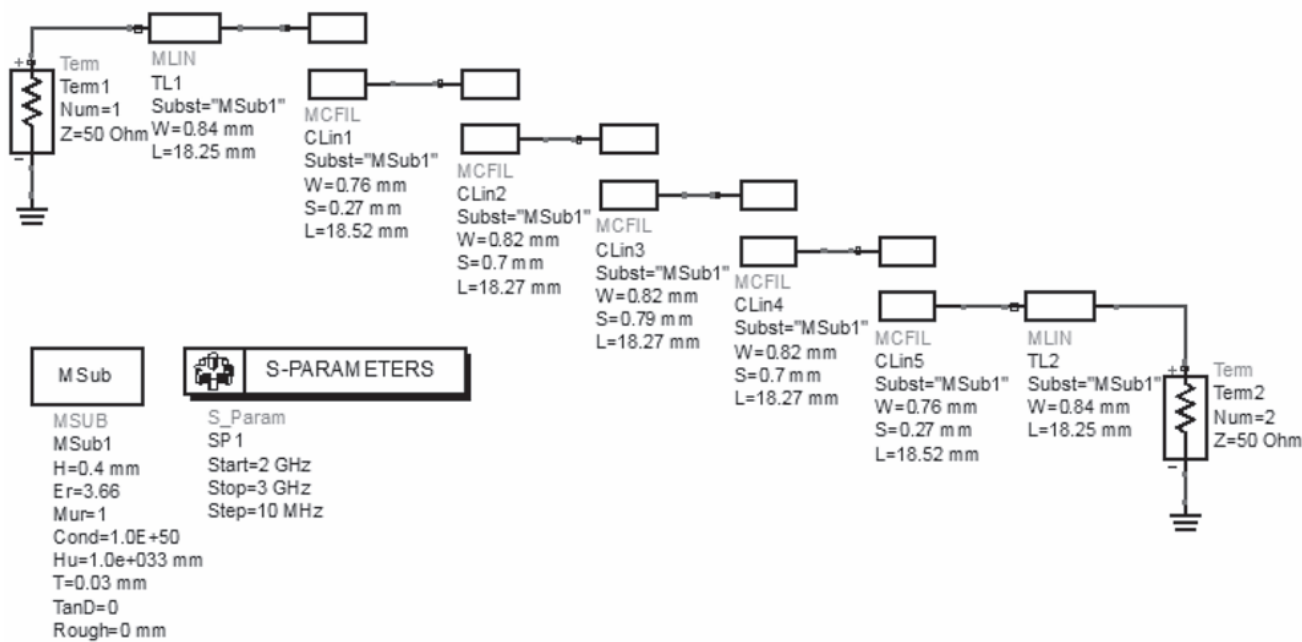 Term
Term1
Num=1
Z=50 Ohm
MLIN
TL1
Subst="MSub1"
W=0.84 mm
L=18.25 mm
MCFIL
CLin1
Subst="MSub1"
W=0.76 mm
S=0.27 mm
L=18.52 mm
MCFIL
CLin2
Subst="MSub1"
W=0.82 mm
S=0.7 mm
L=18.27 mm
MCFIL
CLin3
Subst="MSub1"
W=0.82 mm
S=0.79 mm
L=18.27 mm
MCFIL
CLin4
Subst="MSub1"
W=0.82 mm
S=0.7 mm
L=18.27 mm
MCFIL
CLin5
Subst="MSub1"
W=0.76 mm
S=0.27 mm
L=18.52 mm
MLIN
TL2
Subst="MSub1"
W=0.84 mm
L=18.25 mm
Term
Term2
Num=2
Z=50 Ohm
MSub
MSUB
MSub1
H=0.4 mm
Er=3.66
Mur=1
Cond=1.0E+50
Hu=1.0e+033 mm
T=0.03 mm
TanD=0
Rough=0 mm
S-PARAMETERS
S_Param
SP1
Start=2 GHz
Stop=3 GHz
Step=10 MHz